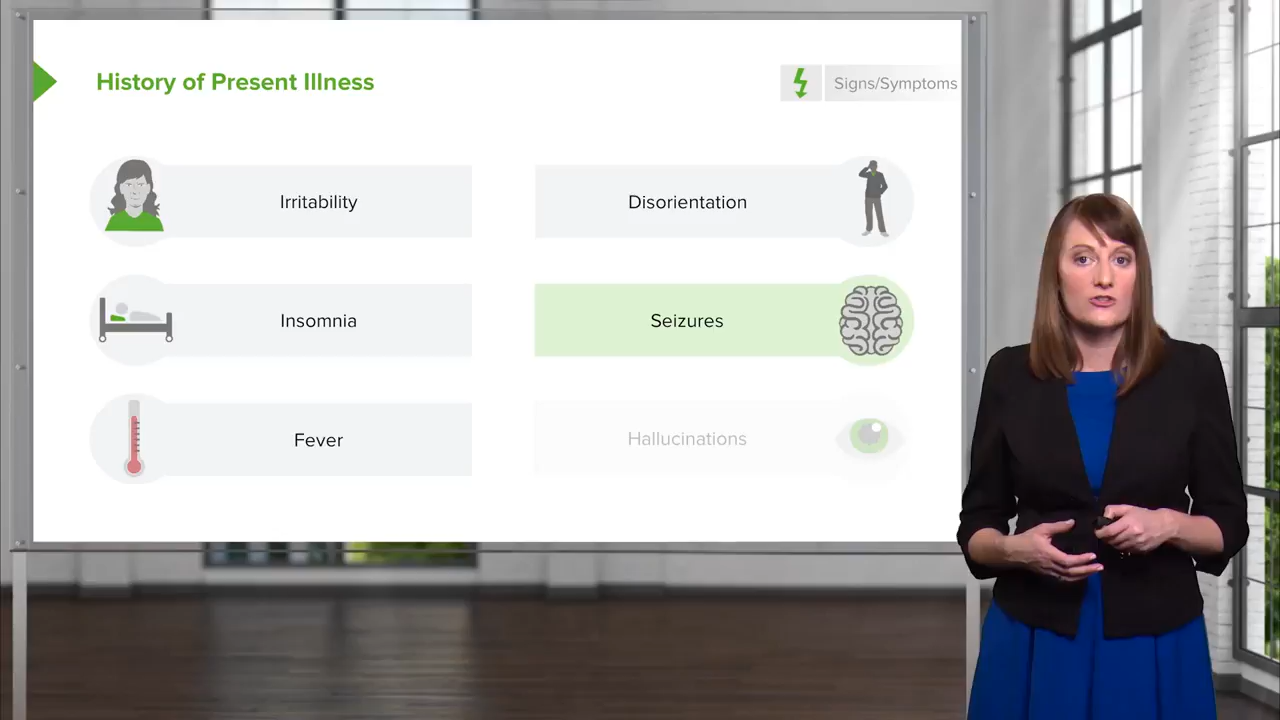 History of Present Illness
Signs/Symptoms
Irritability
Disorientation
Insomnia
Seizures
Fever
Hallucinations